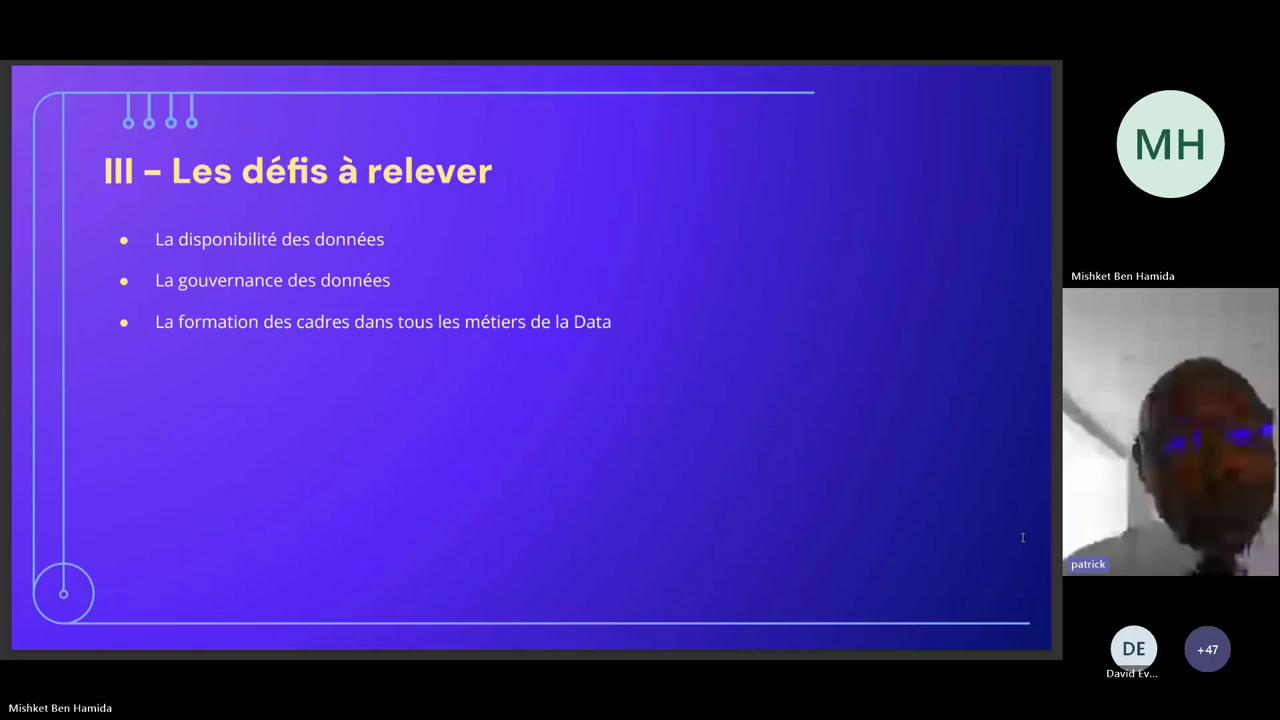 III – Les défis à relever
● La disponibilité des données
● La gouvernance des données
● La formation des cadres dans tous les métiers de la Data
MH
Mishket Ben Hamida
patrick
DE
+47
David Ev...
Mishket Ben Hamida